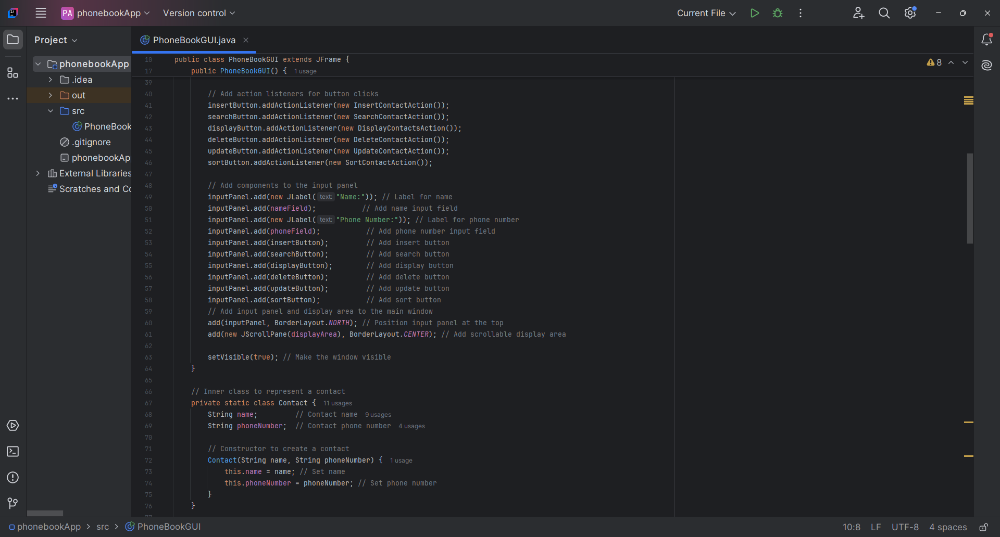 PA phonebookApp Version control Current File
Project
phonebookApp
.idea
out
src
PhoneBook
.gitignore
phonebookApp
External Libraries
Scratches and Co
PhoneBookGUI.java
8
10 public class PhoneBookGUI extends JFrame {
17 public PhoneBookGUI() { 1 usage
39
40 // Add action listeners for button clicks
41 insertButton.addActionListener(new InsertContactAction());
42 searchButton.addActionListener(new SearchContactAction());
43 displayButton.addActionListener(new DisplayContactsAction());
44 deleteButton.addActionListener(new DeleteContactAction());
45 updateButton.addActionListener(new UpdateContactAction());
46 sortButton.addActionListener(new SortContactAction());
47
48 // Add components to the input panel
49 inputPanel.add(new JLabel( text: "Name:")); // Label for name
50 inputPanel.add(nameField); // Add name input field
51 inputPanel.add(new JLabel( text: "Phone Number:")); // Label for phone number
52 inputPanel.add(phoneField); // Add phone number input field
53 inputPanel.add(insertButton); // Add insert button
54 inputPanel.add(searchButton); // Add search button
55 inputPanel.add(displayButton); // Add display button
56 inputPanel.add(deleteButton); // Add delete button
57 inputPanel.add(updateButton); // Add update button
58 inputPanel.add(sortButton); // Add sort button
59 // Add input panel and display area to the main window
60 add(inputPanel, BorderLayout.NORTH); // Position input panel at the top
61 add(new JScrollPane(displayArea), BorderLayout.CENTER); // Add scrollable display area
62
63 setVisible(true); // Make the window visible
64 }
65
66 // Inner class to represent a contact
67 private static class Contact { 11 usages
68 String name; // Contact name 9 usages
69 String phoneNumber; // Contact phone number 4 usages
70
71 // Constructor to create a contact
72 Contact(String name, String phoneNumber) { 1 usage
73 this.name = name; // Set name
74 this.phoneNumber = phoneNumber; // Set phone number
75 }
76 }
phonebookApp > src > PhoneBookGUI 10:8 LF UTF-8 4 spaces